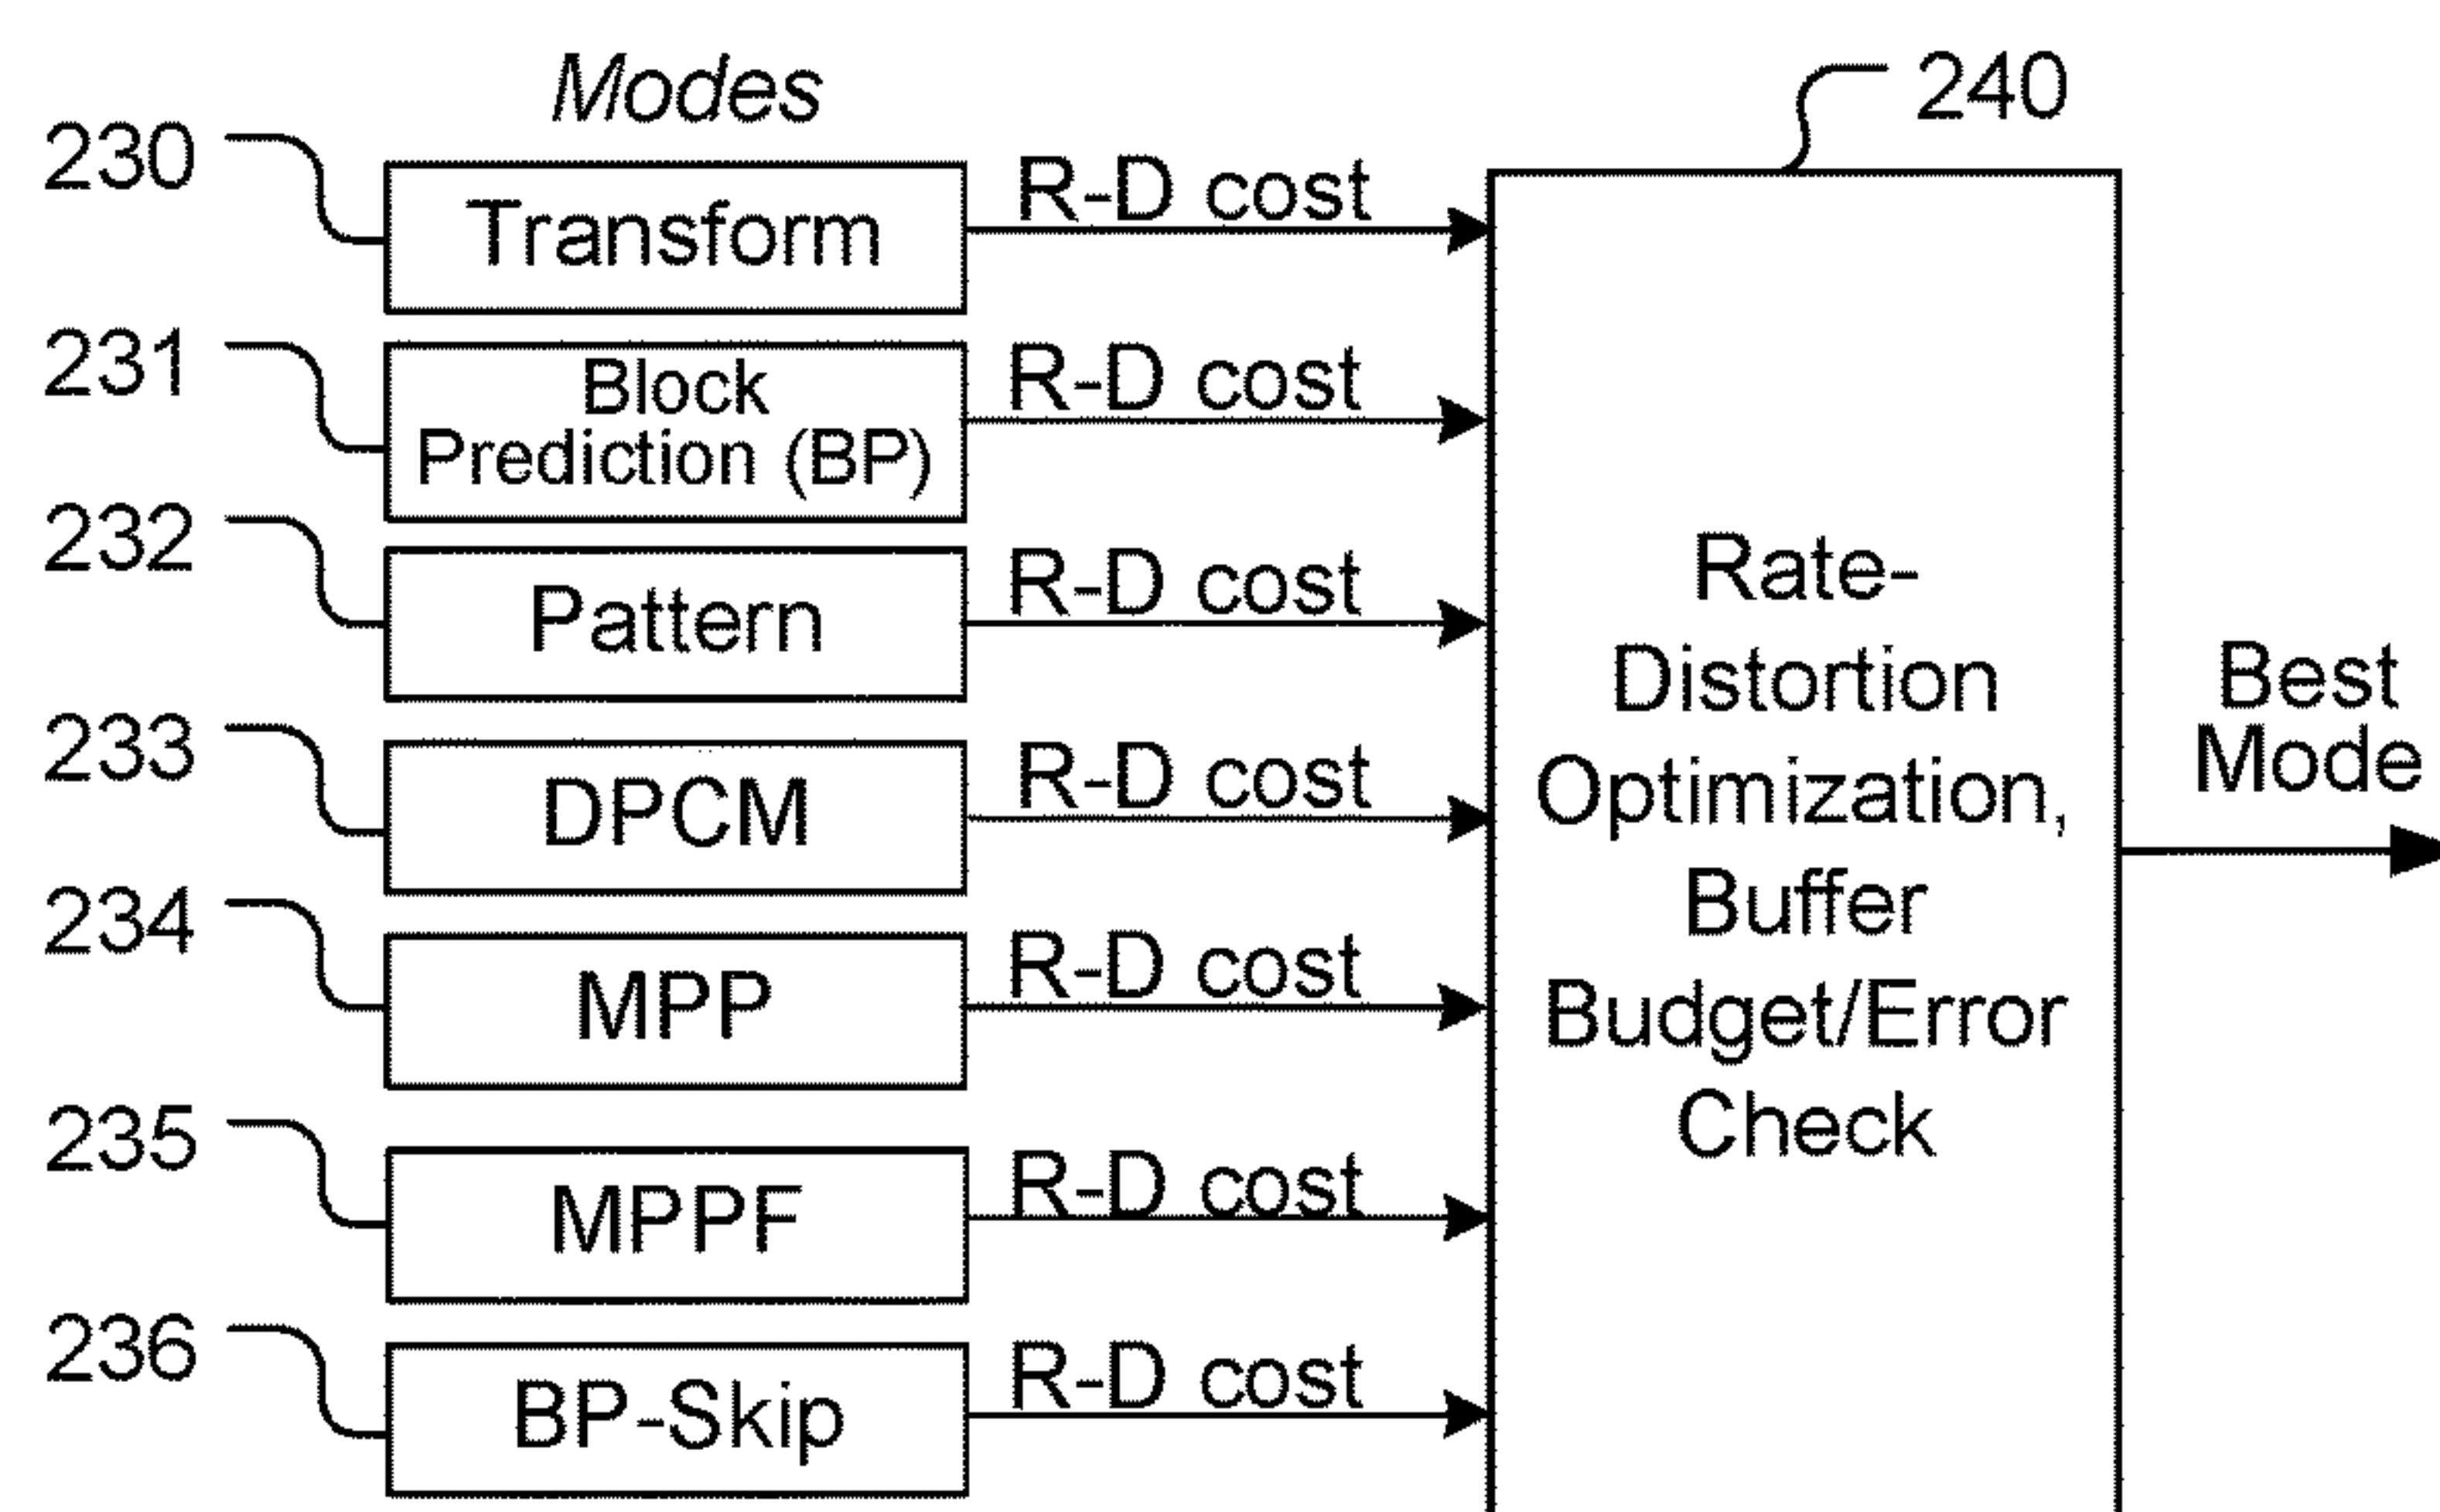 Modes
240
230
Transform
R-D cost
231
Block
Prediction (BP)
R-D cost
232
Pattern
R-D cost
233
DPCM
R-D cost
234
MPP
R-D cost
235
MPPF
R-D cost
236
BP-Skip
R-D cost
Rate-
Distortion
Optimization,
Buffer
Budget/Error
Check
Best
Mode